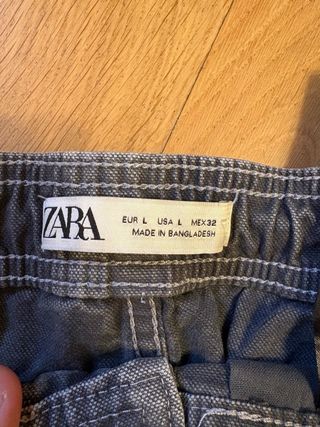 ZARA
EUR L USA L MEX 32
MADE IN BANGLADESH